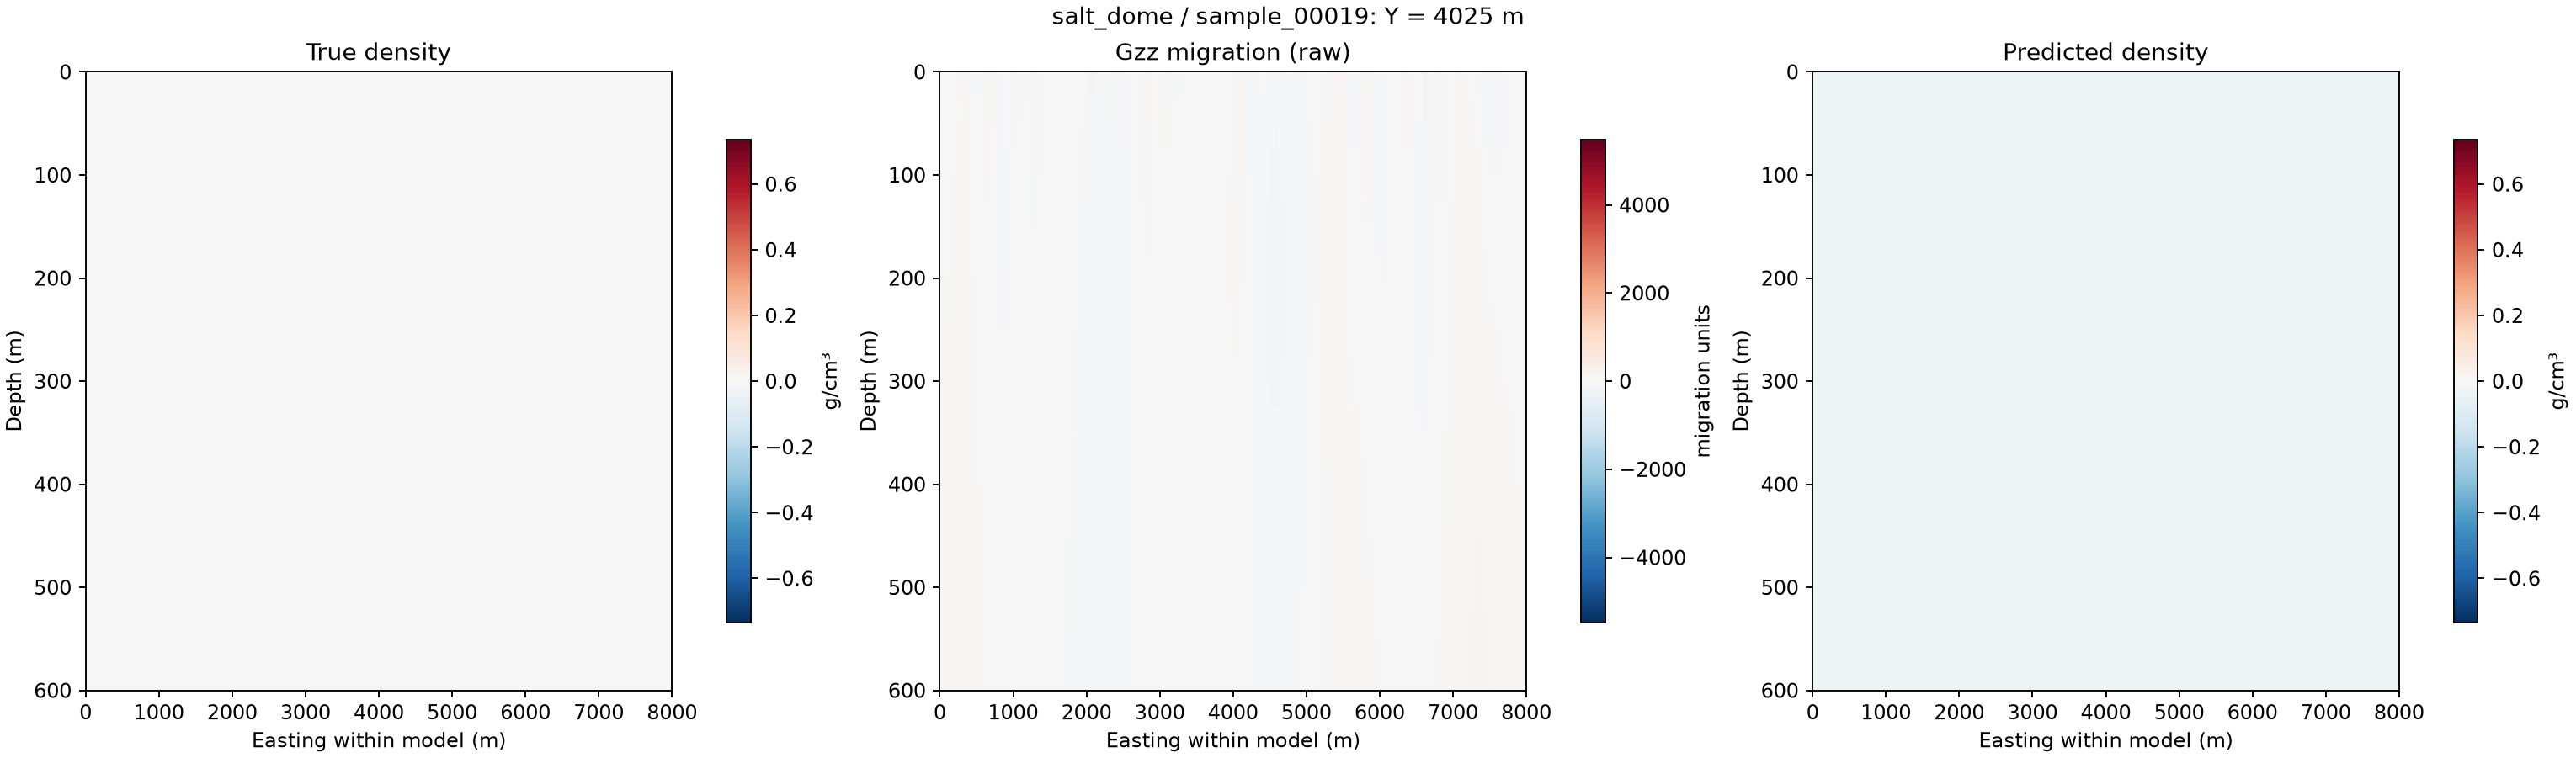 salt_dome / sample_00019: Y = 4025 m
True density
0
100
200
300
400
500
600
Depth (m)
0 1000 2000 3000 4000 5000 6000 7000 8000
Easting within model (m)
0.6
0.4
0.2
0.0
−0.2
−0.4
−0.6
g/cm³
Gzz migration (raw)
0
100
200
300
400
500
600
Depth (m)
0 1000 2000 3000 4000 5000 6000 7000 8000
Easting within model (m)
4000
2000
0
−2000
−4000
migration units
Predicted density
0
100
200
300
400
500
600
Depth (m)
0 1000 2000 3000 4000 5000 6000 7000 8000
Easting within model (m)
0.6
0.4
0.2
0.0
−0.2
−0.4
−0.6
g/cm³